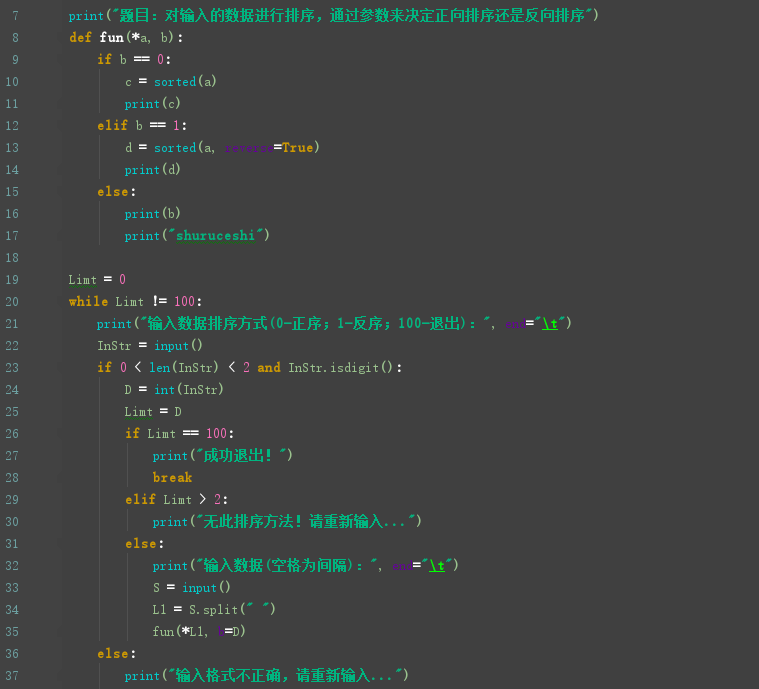 7 print("题目：对输入的数据进行排序，通过参数来决定正向排序还是反向排序")
8 def fun(*a, b):
9     if b == 0:
10         c = sorted(a)
11         print(c)
12     elif b == 1:
13         d = sorted(a, reverse=True)
14         print(d)
15     else:
16         print(b)
17         print("shuruceshi")
18
19 Limt = 0
20 while Limt != 100:
21     print("输入数据排序方式(0-正序；1-反序；100-退出)：", end="\t")
22     InStr = input()
23     if 0 < len(InStr) < 2 and InStr.isdigit():
24         D = int(InStr)
25         Limt = D
26         if Limt == 100:
27             print("成功退出！")
28             break
29         elif Limt > 2:
30             print("无此排序方法！请重新输入...")
31         else:
32             print("输入数据(空格为间隔)：", end="\t")
33             S = input()
34             L1 = S.split(" ")
35             fun(*L1, b=D)
36     else:
37         print("输入格式不正确，请重新输入...")